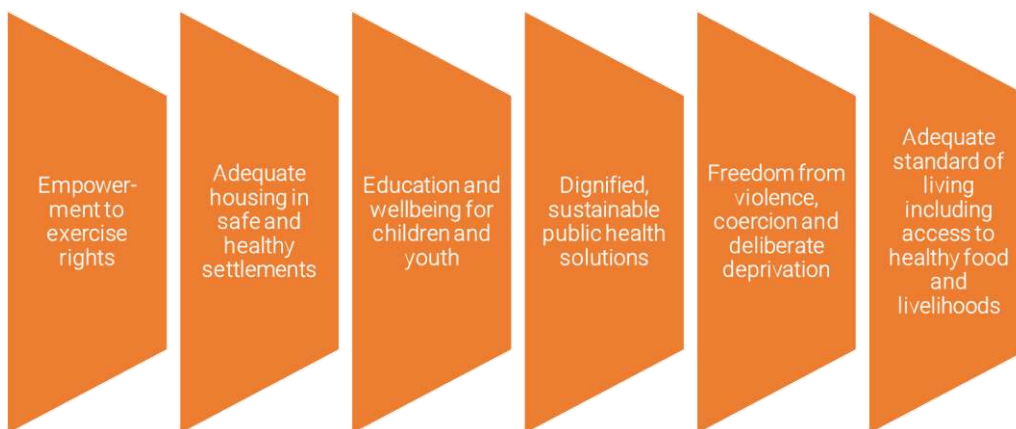 Empower-
ment to
exercise
rights
Adequate
housing in
safe and
healthy
settlements
Education and
wellbeing for
children and
youth
Dignified,
sustainable
public health
solutions
Freedom from
violence,
coercion and
deliberate
deprivation
Adequate
standard of
living
including
access to
healthy food
and
livelihoods